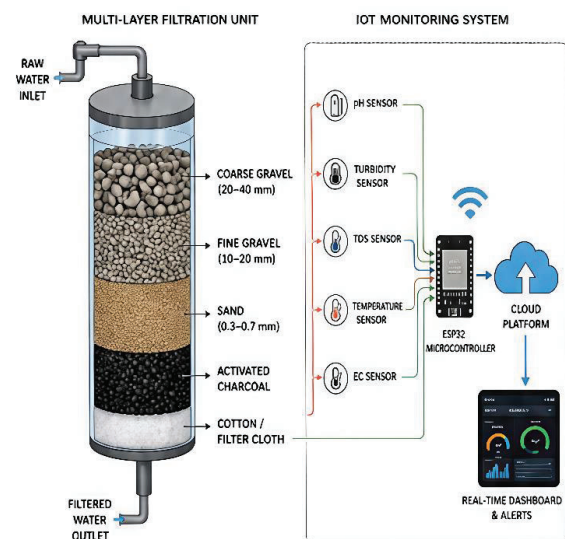 MULTI-LAYER FILTRATION UNIT
IOT MONITORING SYSTEM
RAW
WATER
INLET
COARSE GRAVEL
(20–40 mm)
FINE GRAVEL
(10–20 mm)
SAND
(0.3–0.7 mm)
ACTIVATED
CHARCOAL
COTTON /
FILTER CLOTH
FILTERED
WATER
OUTLET
pH SENSOR
TURBIDITY
SENSOR
TDS SENSOR
TEMPERATURE
SENSOR
EC SENSOR
ESP32
MICROCONTROLLER
CLOUD
PLATFORM
REAL-TIME DASHBOARD
& ALERTS